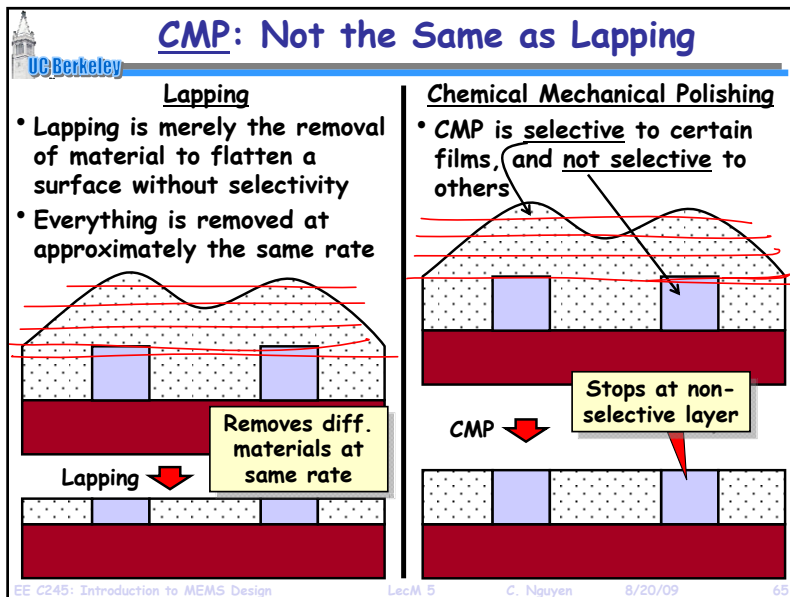 CMP: Not the Same as Lapping
UC Berkeley
Lapping
• Lapping is merely the removal
of material to flatten a
surface without selectivity
• Everything is removed at
approximately the same rate
Removes diff.
materials at
same rate
Lapping
Chemical Mechanical Polishing
• CMP is selective to certain
films, and not selective to
others
Stops at non-
selective layer
CMP
EE C245: Introduction to MEMS Design LecM 5 C. Nguyen 8/20/09 65